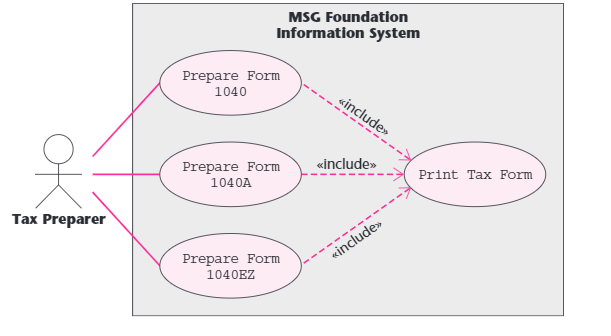 MSG Foundation
Information System
Prepare Form
1040
«include»
Prepare Form
1040A
«include»
Print Tax Form
Tax Preparer
«include»
Prepare Form
1040EZ